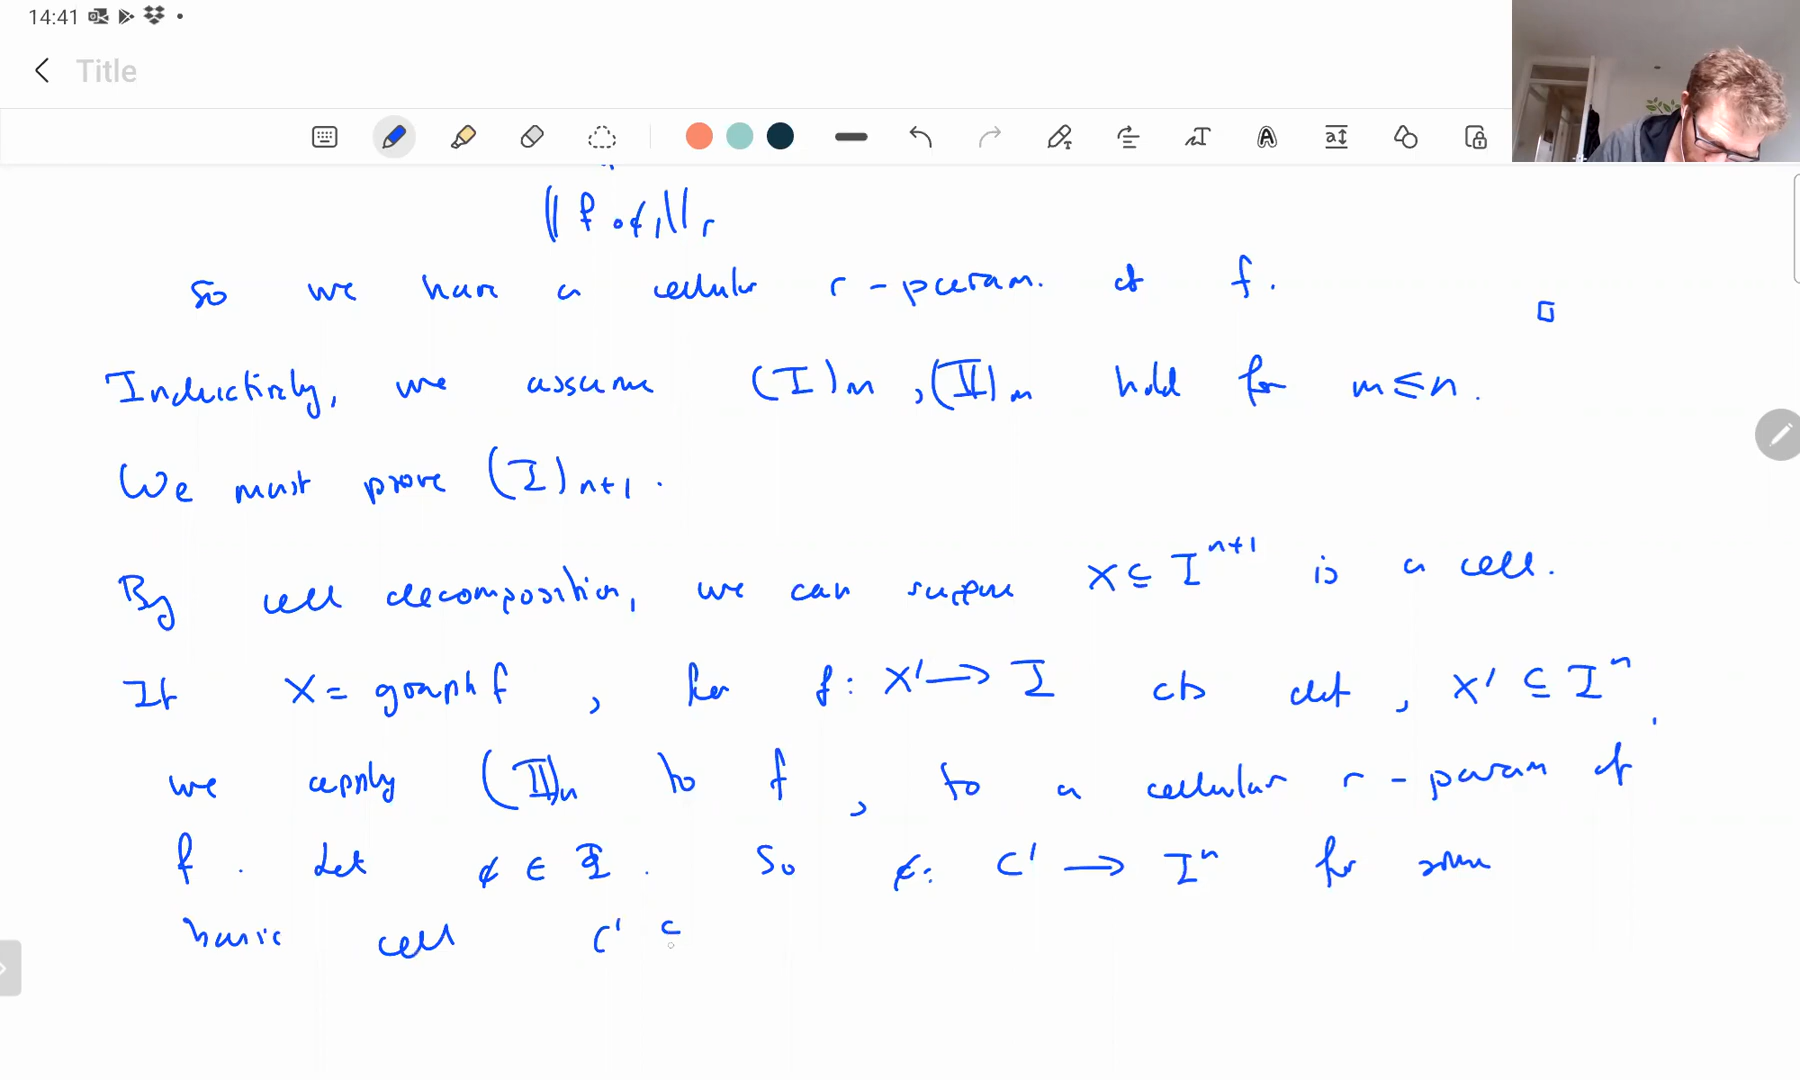 14:41
Title
‖f∘ϕ,‖r
So we have a cellular r-param. of f. □
Inductively, we assume (I)m, (II)m hold for m≤n.
We must prove (I)n+1.
By cell decomposition, we can suppose X ⊆ I^n+1 is a cell.
If X = graph f, for f: X' → I cts def, X' ⊆ I^n,
we apply (II)n to f, to a cellular r-param of
f. Let ϕ ∈ Φ. So ϕ: C' → I^n for some
basic cell C' ⊆